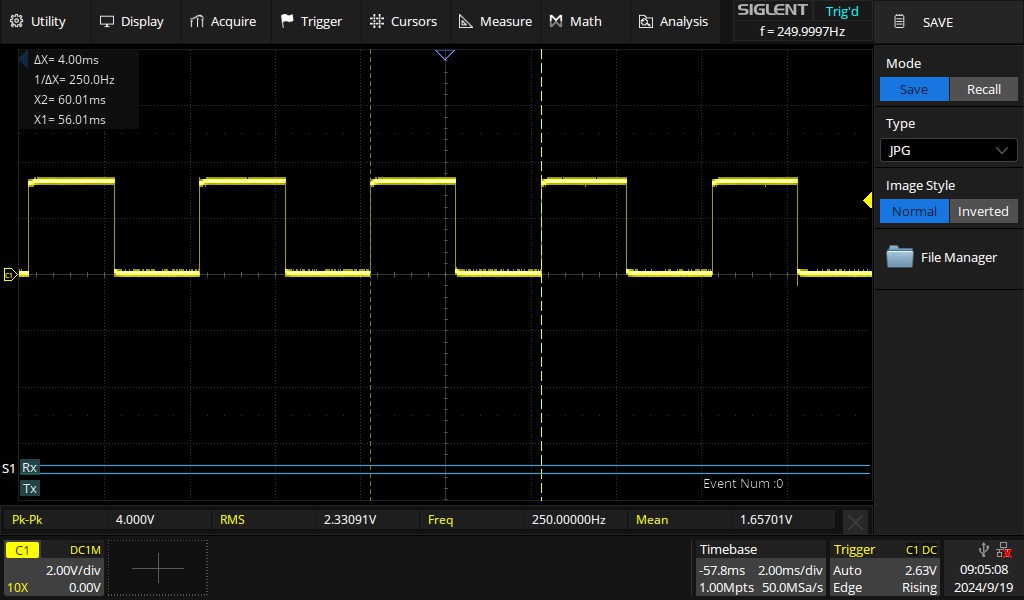 Utility Display Acquire Trigger Cursors Measure Math Analysis SIGLENT Trig'd SAVE
f = 249.9997Hz
ΔX= 4.00ms
1/ΔX= 250.0Hz
X2= 60.01ms
X1= 56.01ms
Mode
Save Recall
Type
JPG
Image Style
Normal Inverted
File Manager
C1
S1 Rx
Tx
Event Num :0
Pk-Pk 4.000V RMS 2.33091V Freq 250.00000Hz Mean 1.65701V
C1 DC1M
2.00V/div
10X 0.00V
Timebase
-57.8ms 2.00ms/div
1.00Mpts 50.0MSa/s
Trigger C1 DC
Auto 2.63V
Edge Rising
09:05:08
2024/9/19